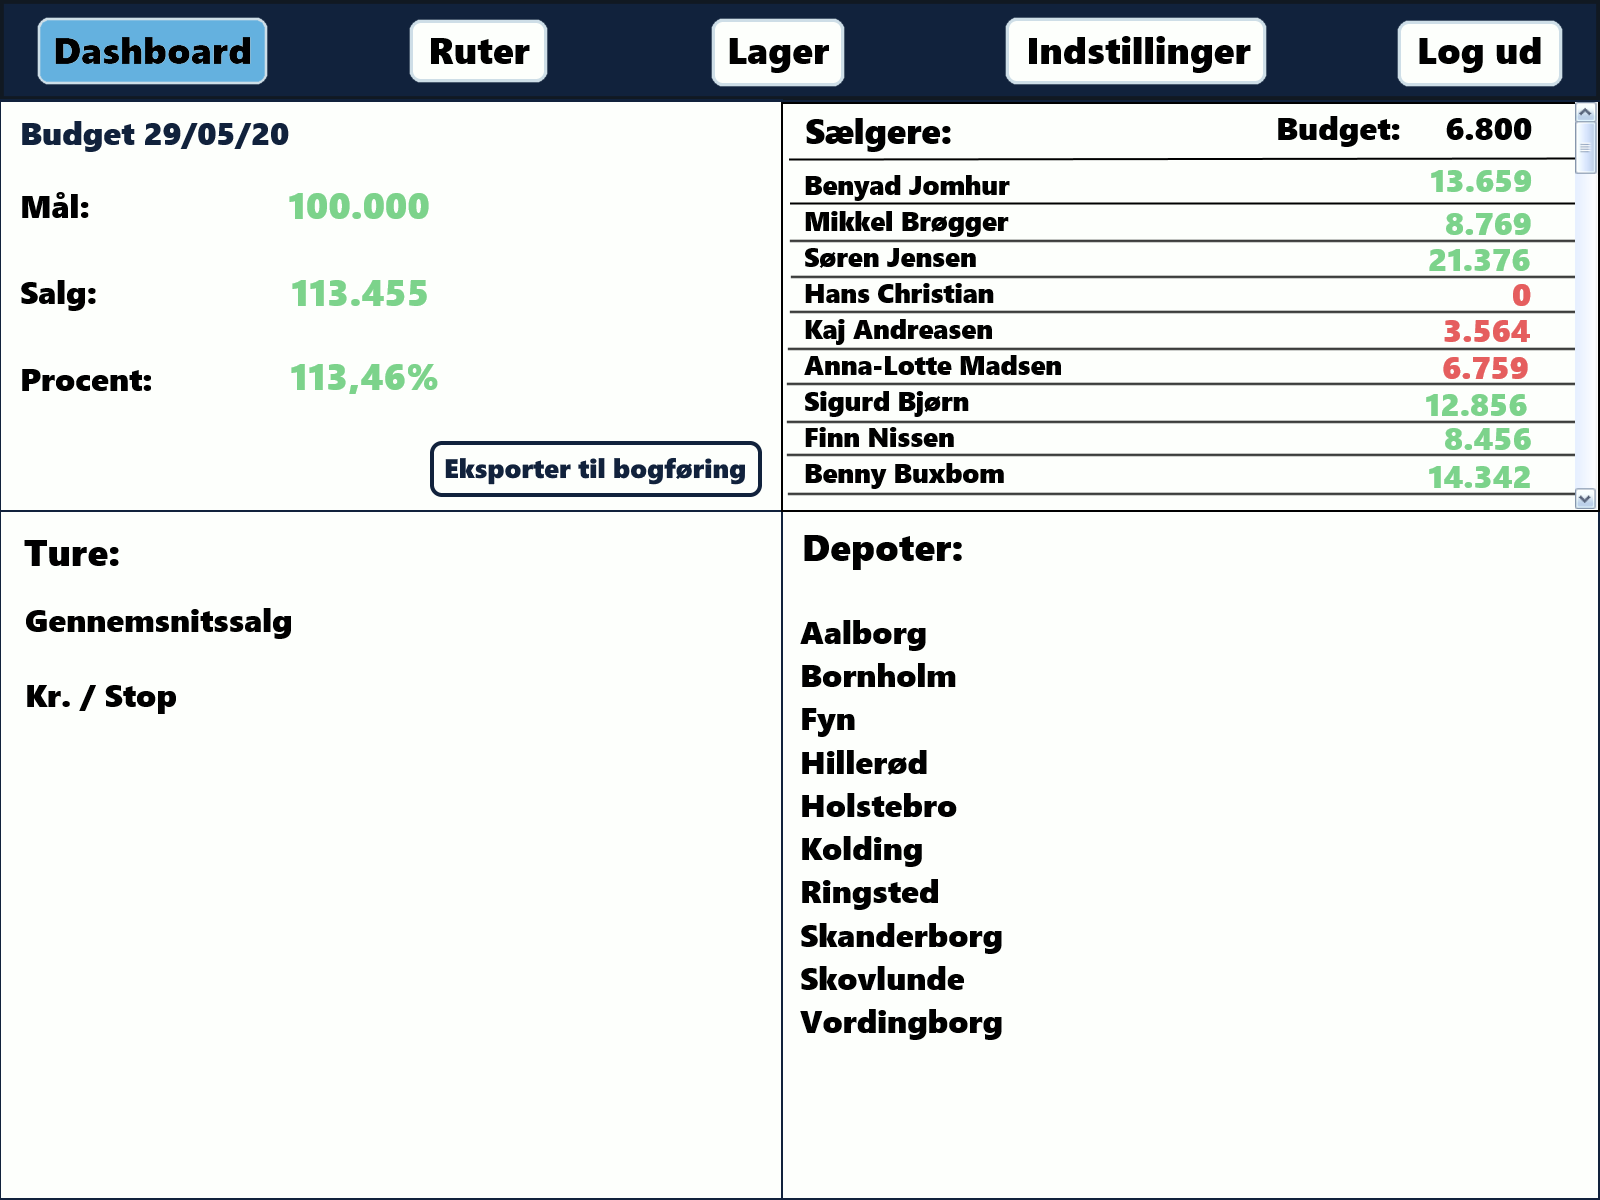 Dashboard Ruter Lager Indstillinger Log ud
Budget 29/05/20
Mål: 100.000
Salg: 113.455
Procent: 113,46%
Eksporter til bogføring
Sælgere: Budget: 6.800
Benyad Jomhur 13.659
Mikkel Brøgger 8.769
Søren Jensen 21.376
Hans Christian 0
Kaj Andreasen 3.564
Anna-Lotte Madsen 6.759
Sigurd Bjørn 12.856
Finn Nissen 8.456
Benny Buxbom 14.342
Ture:
Gennemsnitssalg
Kr. / Stop
Depoter:
Aalborg
Bornholm
Fyn
Hillerød
Holstebro
Kolding
Ringsted
Skanderborg
Skovlunde
Vordingborg